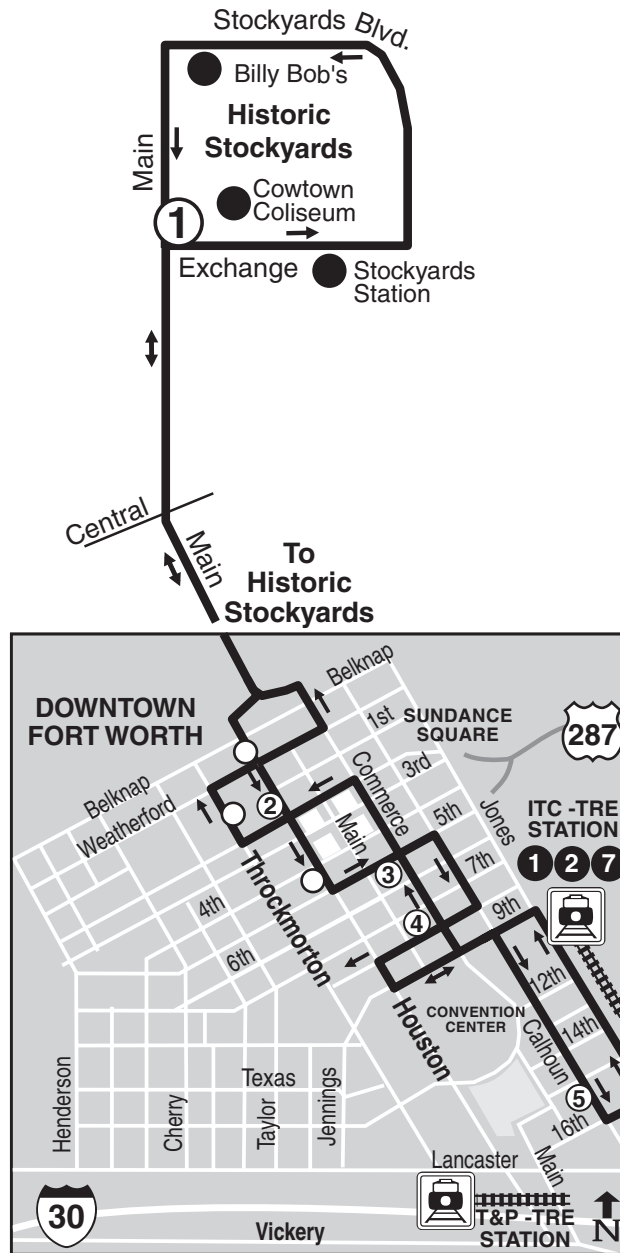 Stockyards Blvd.
Billy Bob's
Historic
Stockyards
Main
Cowtown
Coliseum
1
Exchange
Stockyards
Station
Central
Main
To
Historic
Stockyards
DOWNTOWN
FORT WORTH
Belknap
1st
SUNDANCE
SQUARE
287
3rd
Commerce
Belknap
Weatherford
2
Main
5th
Jones
ITC -TRE
STATION
1 2 7
7th
3
Throckmorton
4th
4
9th
6th
12th
Houston
CONVENTION
CENTER
14th
Calhoun
5
16th
Henderson
Cherry
Texas
Taylor
Jennings
Main
Lancaster
30
Vickery
T&P -TRE
STATION
N